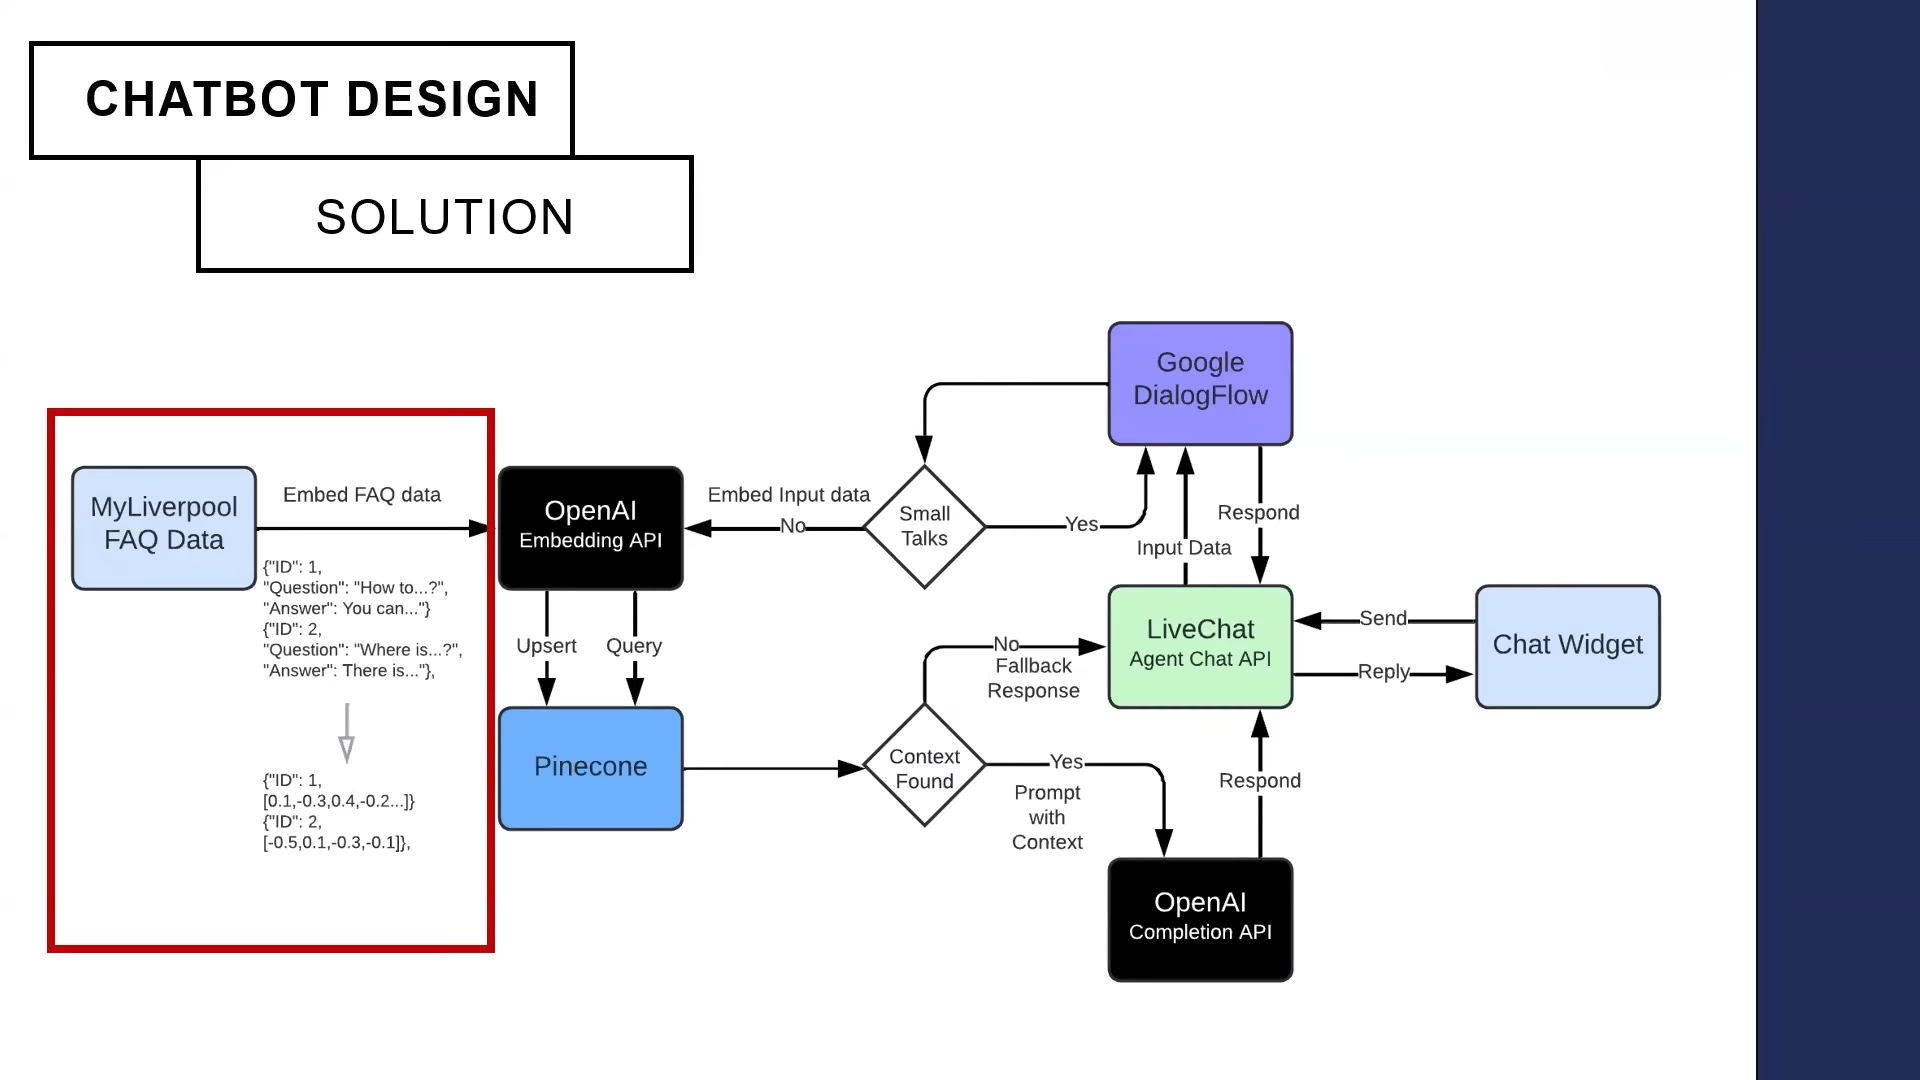 CHATBOT DESIGN
SOLUTION
Google
DialogFlow
MyLiverpool
FAQ Data
Embed FAQ data
{"ID": 1,
"Question": "How to...?",
"Answer": You can..."}
{"ID": 2,
"Question": "Where is...?",
"Answer": There is..."},
{"ID": 1,
[0.1,-0.3,0.4,-0.2...]}
{"ID": 2,
[-0.5,0.1,-0.3,-0.1]},
OpenAI
Embedding API
Embed Input data
No
Small
Talks
Yes
Input Data
Respond
Upsert
Query
Pinecone
Context
Found
No
Fallback
Response
Yes
Prompt
with
Context
LiveChat
Agent Chat API
Send
Reply
Chat Widget
Respond
OpenAI
Completion API